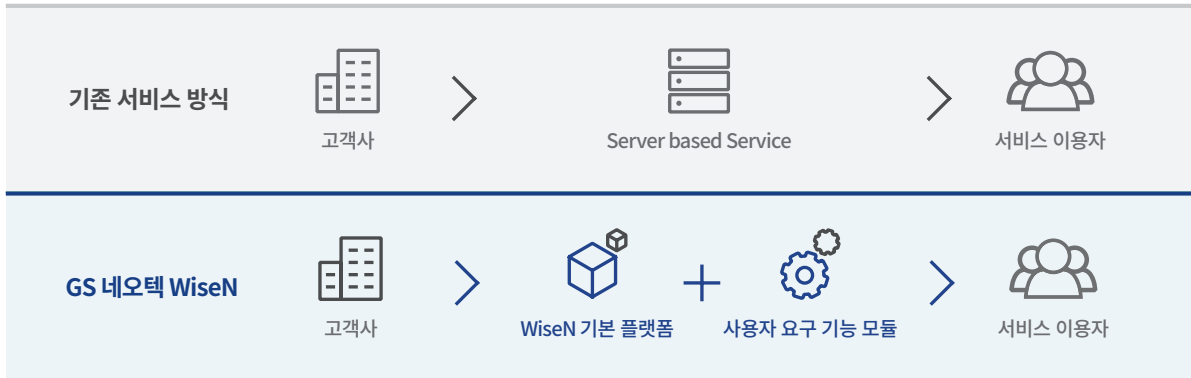 기존 서비스 방식
고객사
Server based Service
서비스 이용자
GS 네오텍 WiseN
고객사
WiseN 기본 플랫폼
사용자 요구 기능 모듈
서비스 이용자